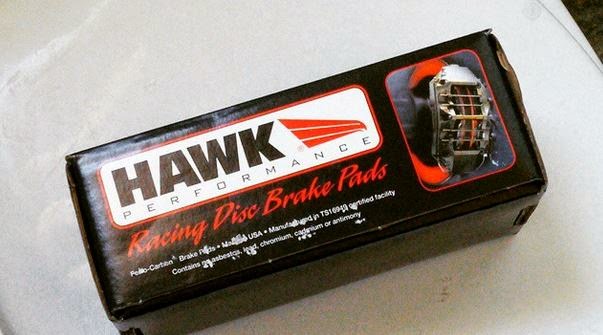 HAWK®
PERFORMANCE
Racing Disc Brake Pads
Ferro-Carbon® Brake Pads • Made in USA • Manufactured in TS16949 certified facility
Contains no asbestos, lead, chromium, cadmium or antimony